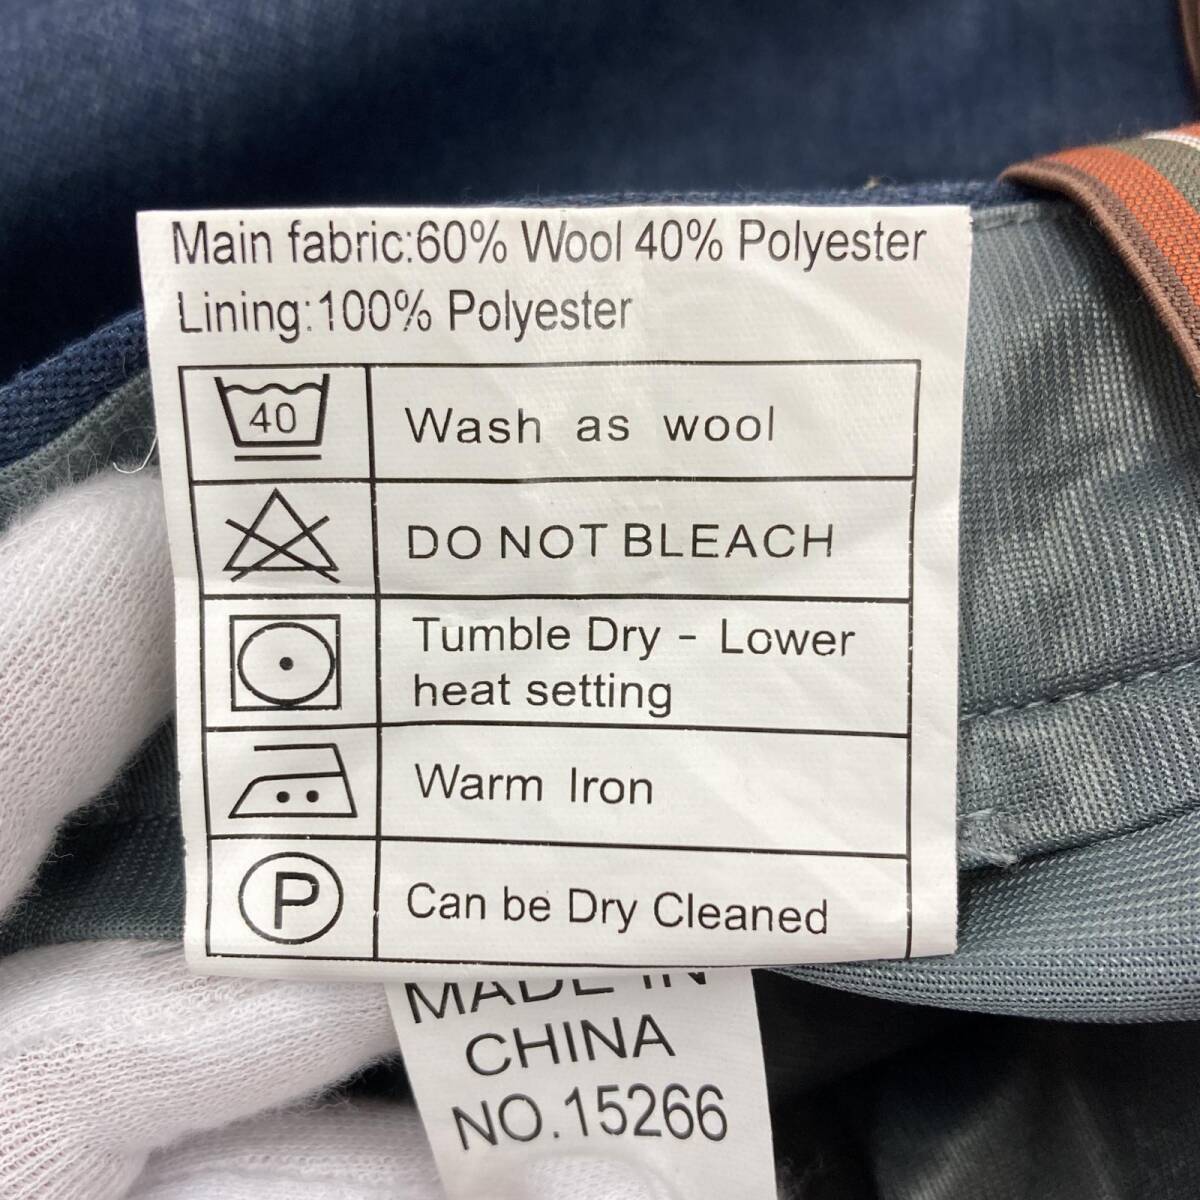 Main fabric:60% Wool 40% Polyester
Lining:100% Polyester
40
Wash as wool
DO NOT BLEACH
Tumble Dry - Lower
heat setting
Warm Iron
P
Can be Dry Cleaned
MADE IN
CHINA
NO.15266